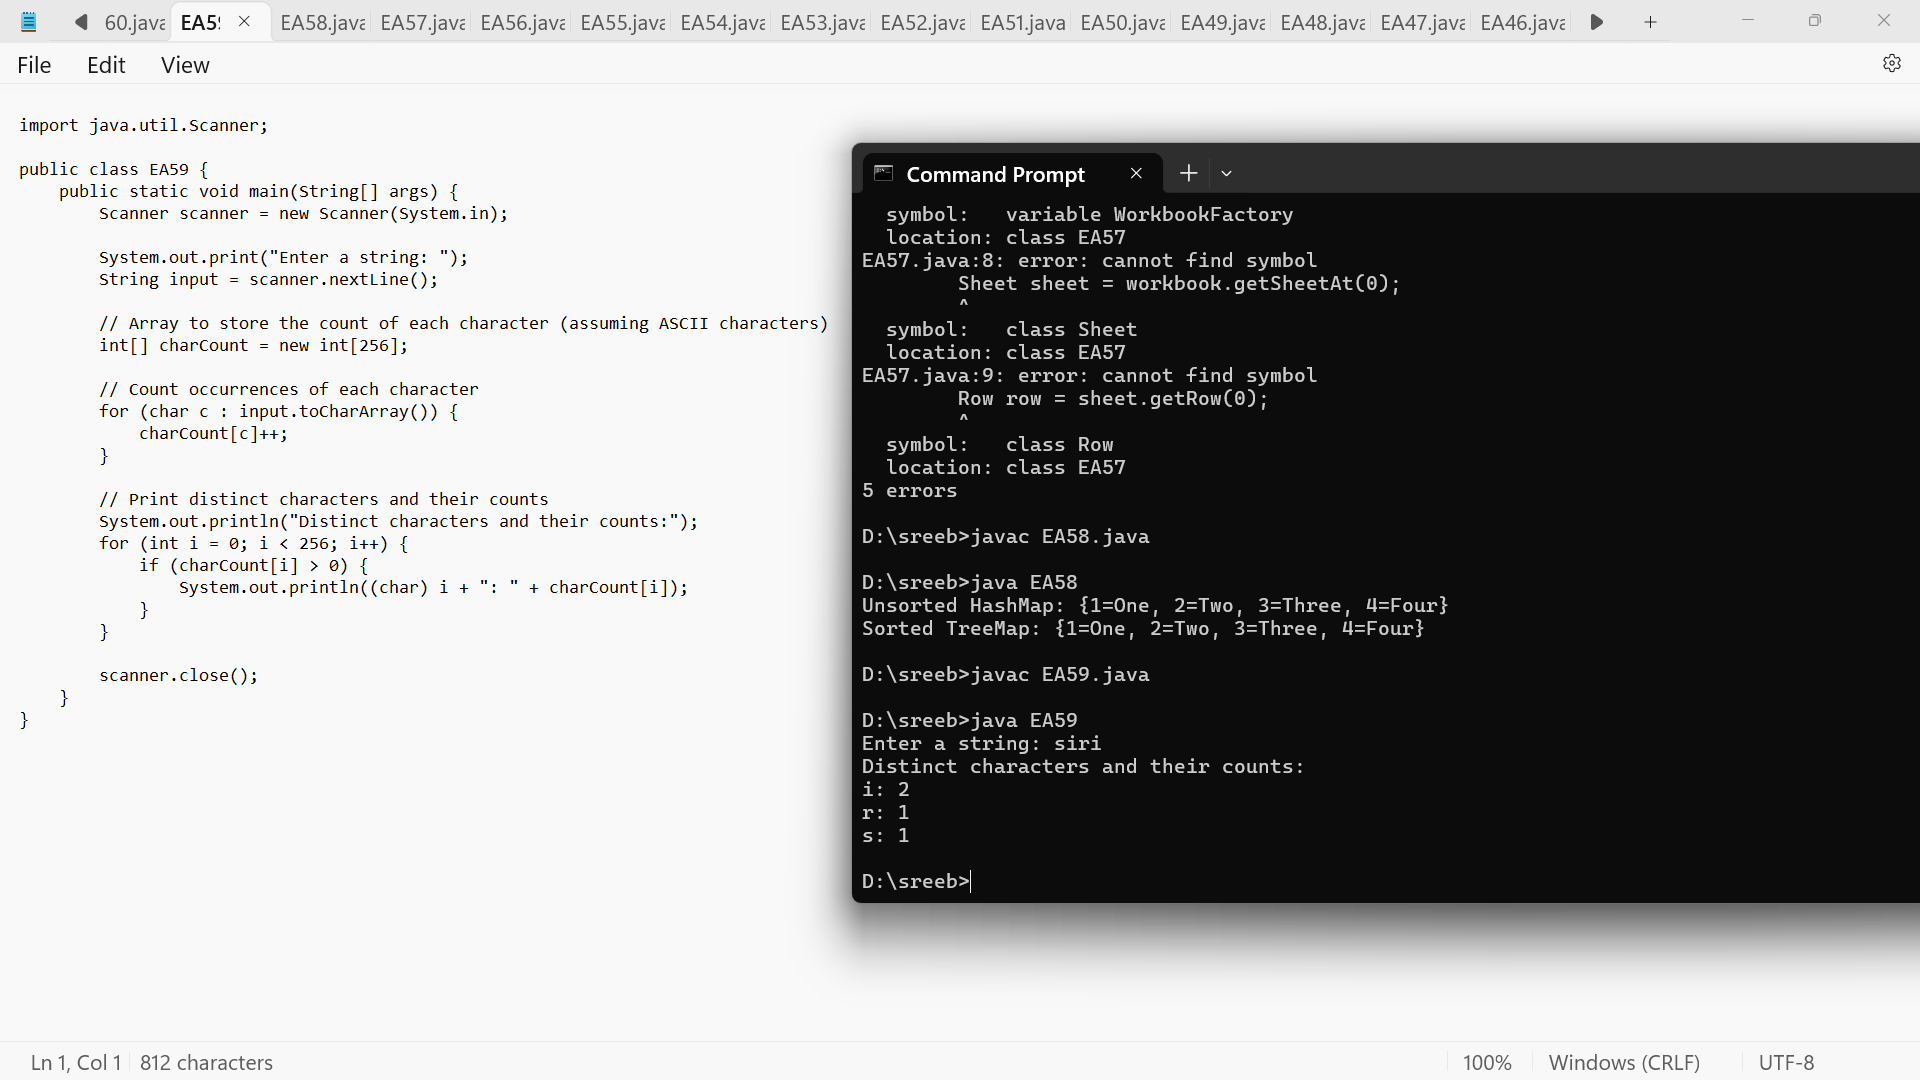 60.java EA59 EA58.java EA57.java EA56.java EA55.java EA54.java EA53.java EA52.java EA51.java EA50.java EA49.java EA48.java EA47.java EA46.java
File Edit View
import java.util.Scanner;
public class EA59 {
public static void main(String[] args) {
Scanner scanner = new Scanner(System.in);
System.out.print("Enter a string: ");
String input = scanner.nextLine();
// Array to store the count of each character (assuming ASCII characters)
int[] charCount = new int[256];
// Count occurrences of each character
for (char c : input.toCharArray()) {
charCount[c]++;
}
// Print distinct characters and their counts
System.out.println("Distinct characters and their counts:");
for (int i = 0; i < 256; i++) {
if (charCount[i] > 0) {
System.out.println((char) i + ": " + charCount[i]);
}
}
scanner.close();
}
}
Command Prompt
symbol:   variable WorkbookFactory
location: class EA57
EA57.java:8: error: cannot find symbol
Sheet sheet = workbook.getSheetAt(0);
^
symbol:   class Sheet
location: class EA57
EA57.java:9: error: cannot find symbol
Row row = sheet.getRow(0);
^
symbol:   class Row
location: class EA57
5 errors
D:\sreeb>javac EA58.java
D:\sreeb>java EA58
Unsorted HashMap: {1=One, 2=Two, 3=Three, 4=Four}
Sorted TreeMap: {1=One, 2=Two, 3=Three, 4=Four}
D:\sreeb>javac EA59.java
D:\sreeb>java EA59
Enter a string: siri
Distinct characters and their counts:
i: 2
r: 1
s: 1
D:\sreeb>
Ln 1, Col 1 812 characters 100% Windows (CRLF) UTF-8